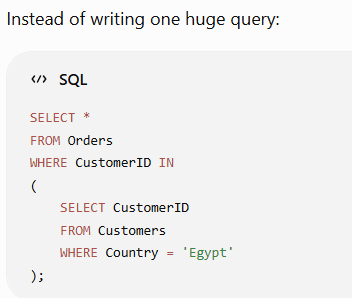 Instead of writing one huge query:
</> SQL
SELECT *
FROM Orders
WHERE CustomerID IN
(
    SELECT CustomerID
    FROM Customers
    WHERE Country = 'Egypt'
);